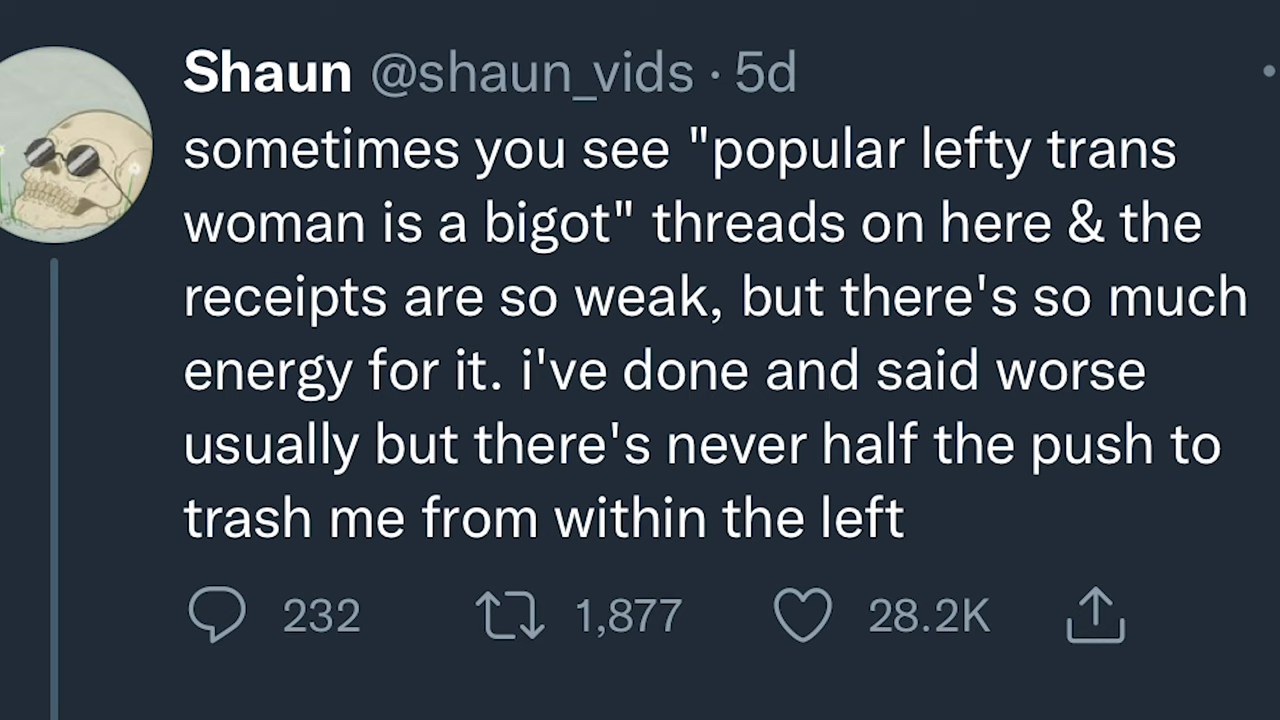 Shaun @shaun_vids · 5d
sometimes you see "popular lefty trans
woman is a bigot" threads on here & the
receipts are so weak, but there's so much
energy for it. i've done and said worse
usually but there's never half the push to
trash me from within the left
232 1,877 28.2K